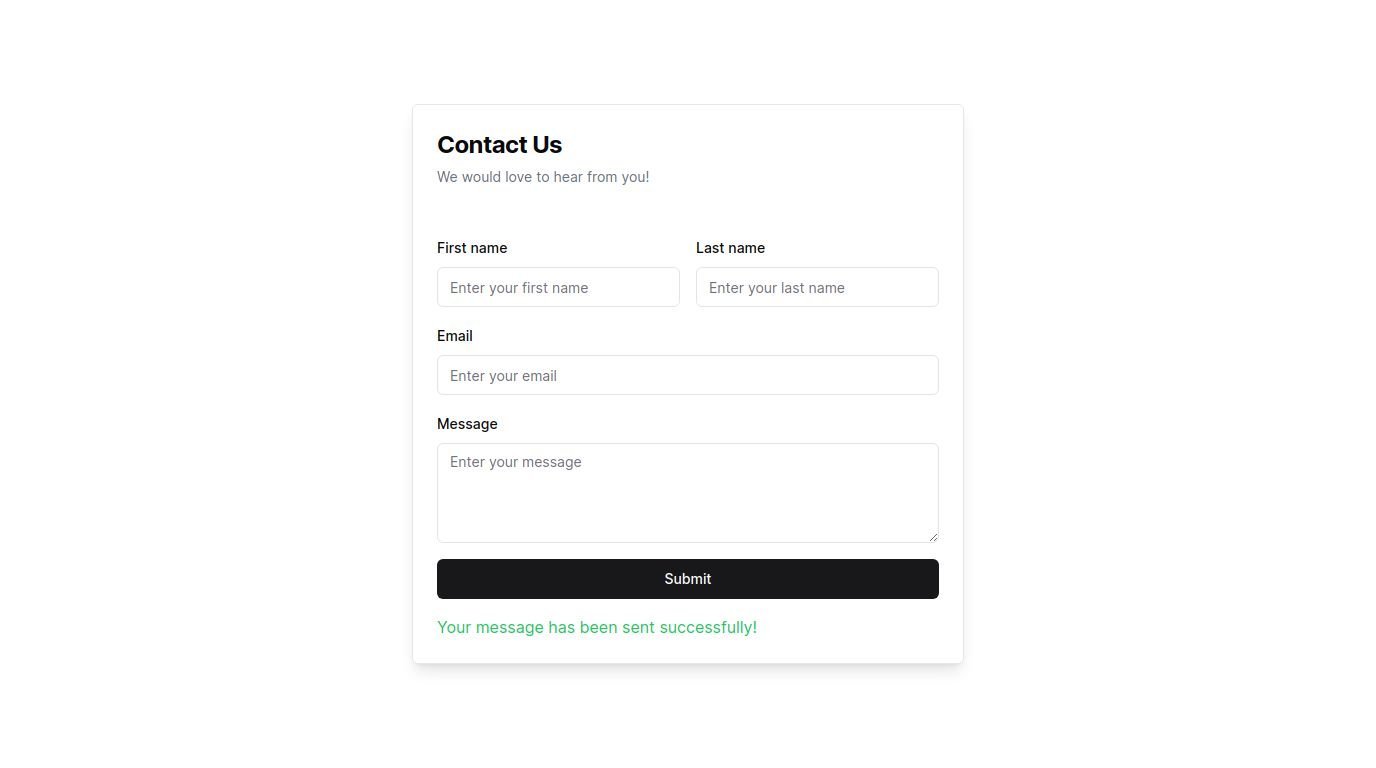 Contact Us
We would love to hear from you!
First name Last name
Enter your first name Enter your last name
Email
Enter your email
Message
Enter your message
Submit
Your message has been sent successfully!